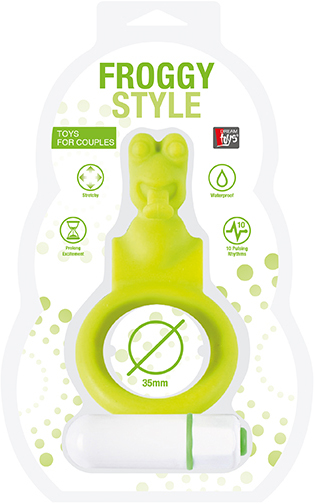 FROGGY
STYLE
TOYS
FOR COUPLES
DREAM
toys
Stretchy
Waterproof
Prolong
Excitement
10
10 Pulsing
Rhythms
35mm